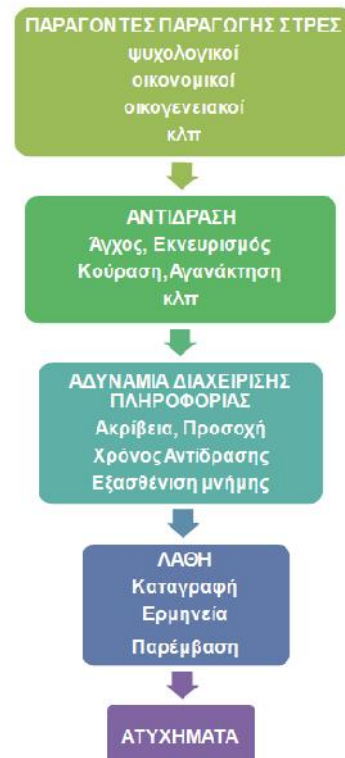 ΠΑΡΑΓΟΝΤΕΣ ΠΑΡΑΓΩΓΗΣ ΣΤΡΕΣ
ψυχολογικοί
οικονομικοί
οικογενειακοί
κλπ
ΑΝΤΙΔΡΑΣΗ
Άγχος, Εκνευρισμός
Κούραση, Αγανάκτηση
κλπ
ΑΔΥΝΑΜΙΑ ΔΙΑΧΕΙΡΙΣΗΣ
ΠΛΗΡΟΦΟΡΙΑΣ
Ακρίβεια, Προσοχή
Χρόνος Αντίδρασης
Εξασθένιση μνήμης
ΛΑΘΗ
Καταγραφή
Ερμηνεία
Παρέμβαση
ΑΤΥΧΗΜΑΤΑ